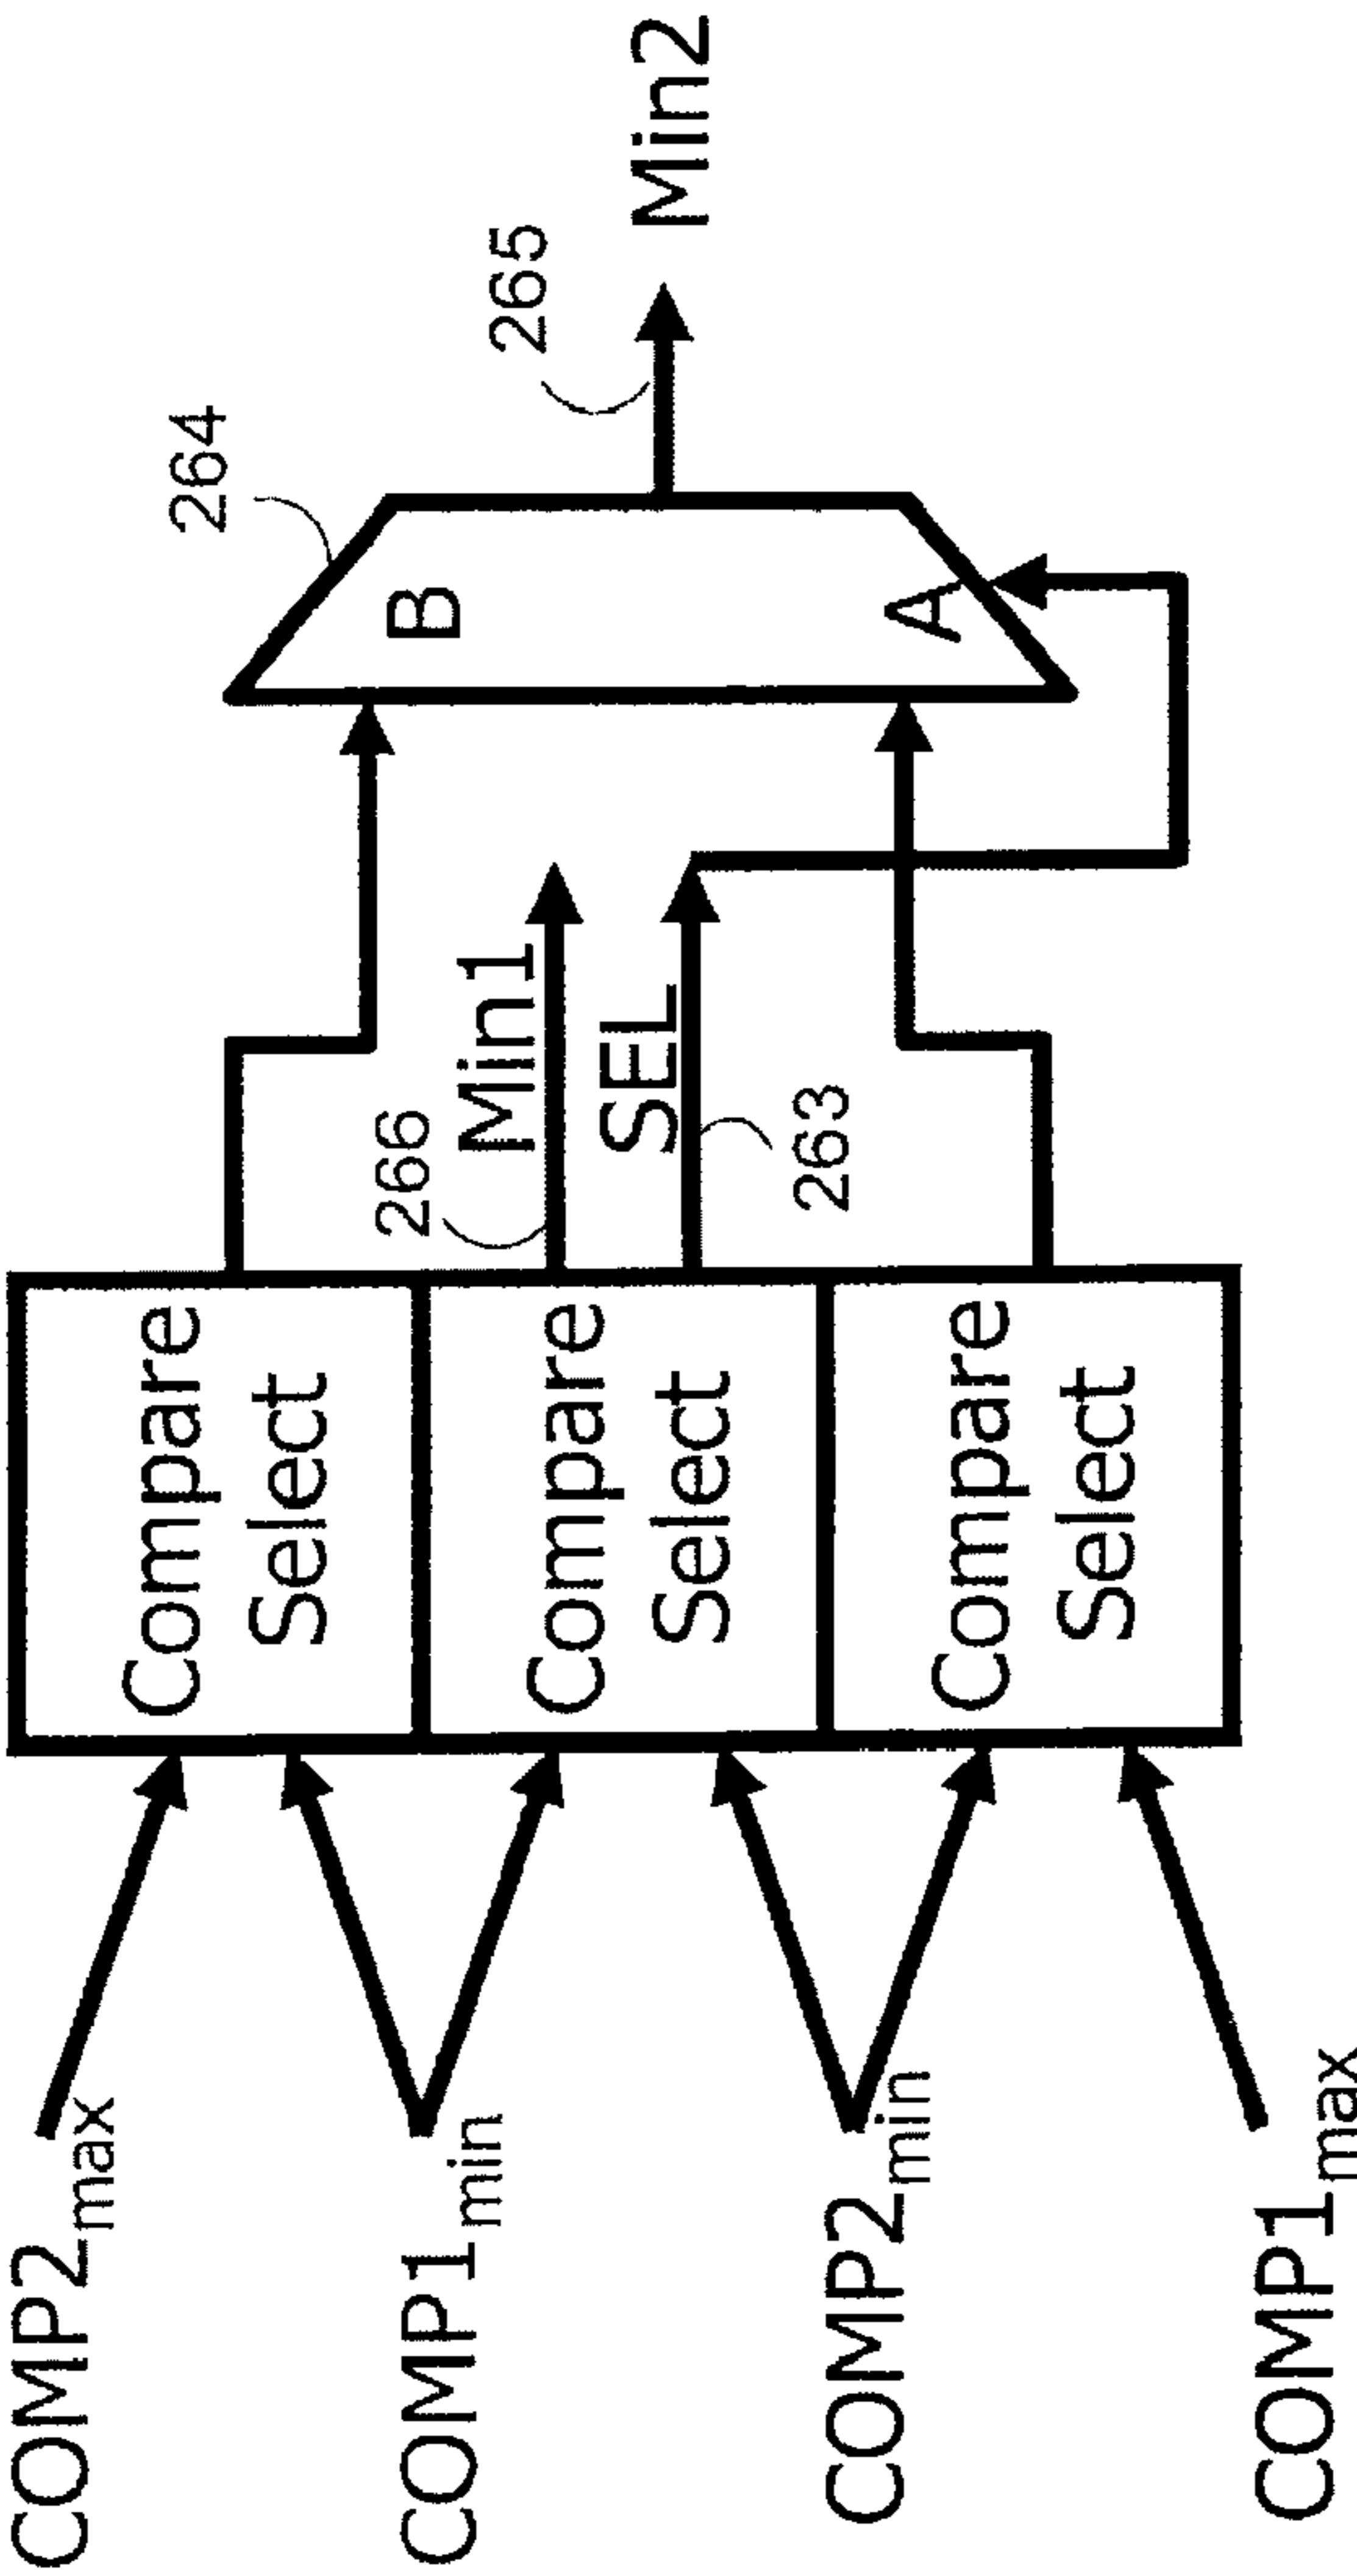 COMP2max
COMP1min
COMP2min
COMP1max
Compare
Select
Compare
Select
Compare
Select
266
Min1
SEL
263
264
B
A
265
Min2